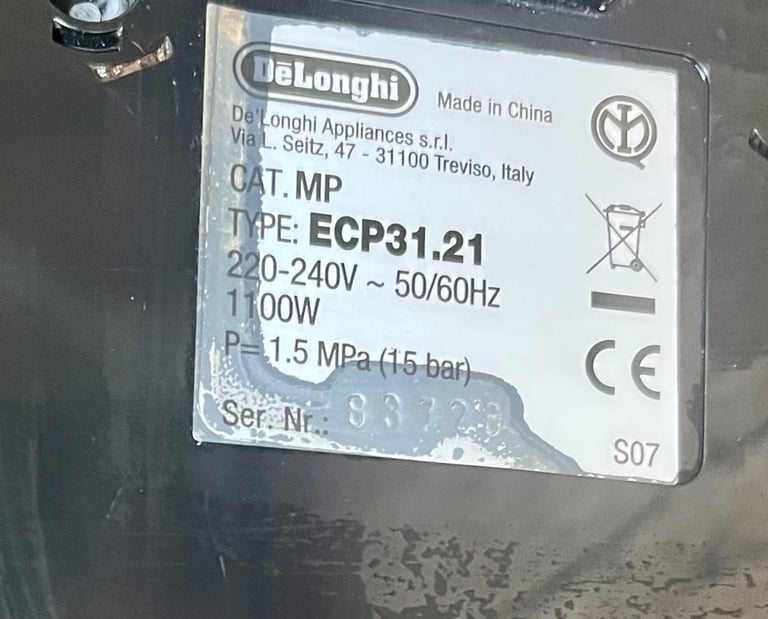 DēLonghi
Made in China
De'Longhi Appliances s.r.l.
Via L. Seitz, 47 - 31100 Treviso, Italy
CAT. MP
TYPE: ECP31.21
220-240V ~ 50/60Hz
1100W
P= 1.5 MPa (15 bar)
Ser. Nr.:
CE
S07